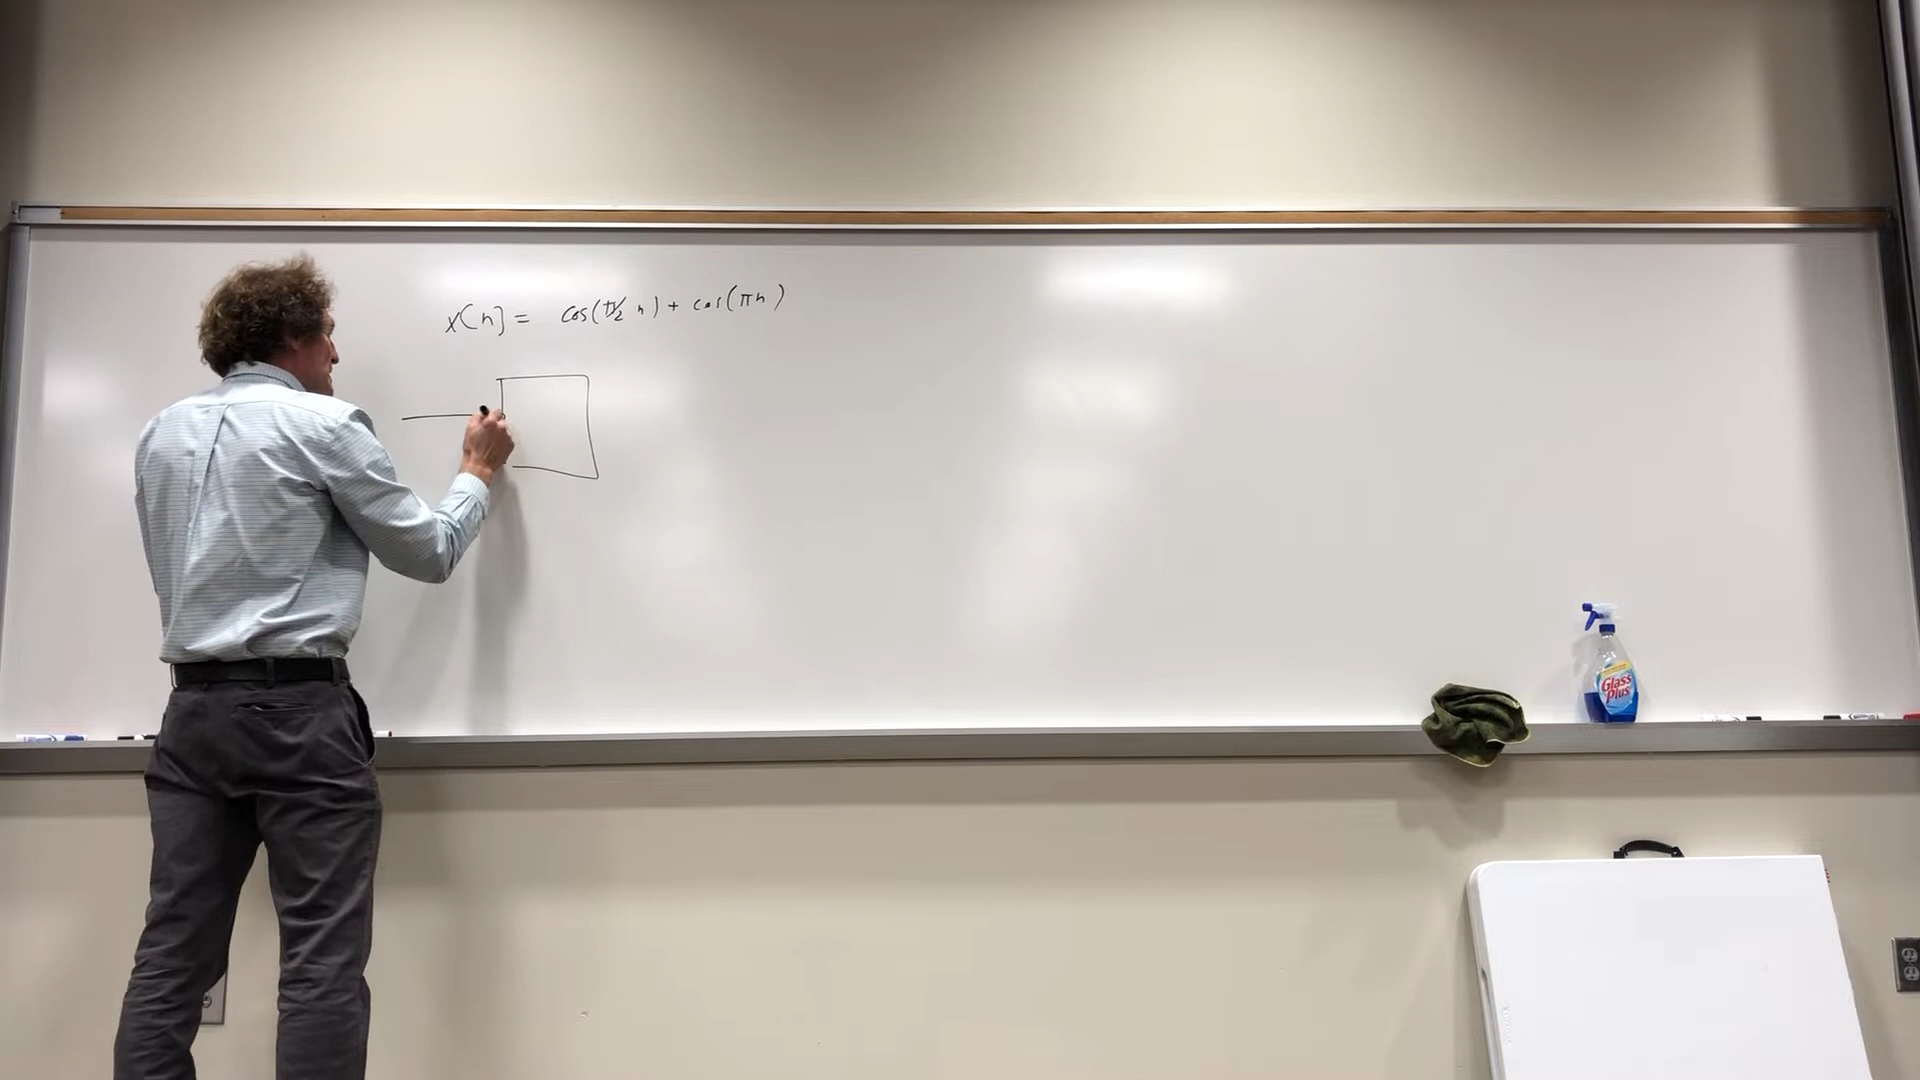 x[n] = cos(π/2 n) + cos(πn)
Glass
Plus